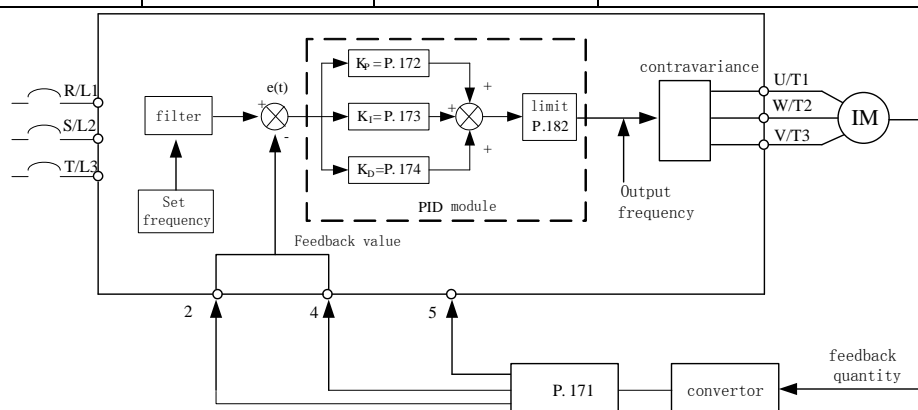 R/L1
S/L2
T/L3
filter
Set
frequency
+
e(t)
-
KP=P. 172
KI=P. 173
KD=P. 174
+
+
+
limit
P.182
PID module
contravariance
Output
frequency
U/T1
W/T2
V/T3
IM
Feedback value
2
4
5
P. 171
convertor
feedback
quantity